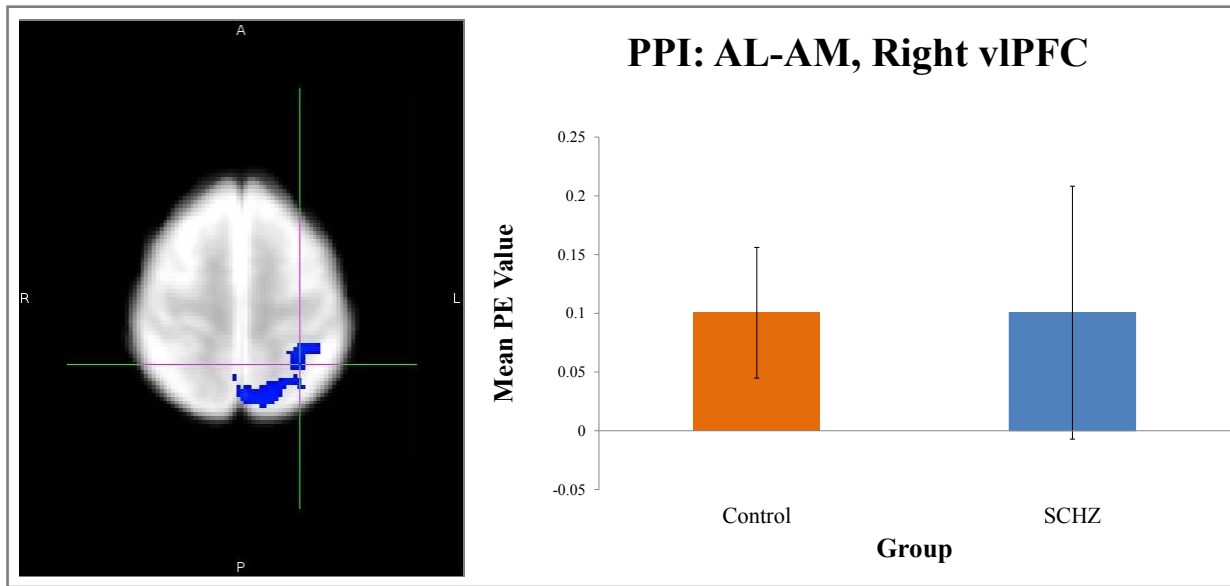 A
R
L
P
PPI: AL-AM, Right vlPFC
Mean PE Value
0.25
0.2
0.15
0.1
0.05
0
-0.05
Control SCHZ
Group